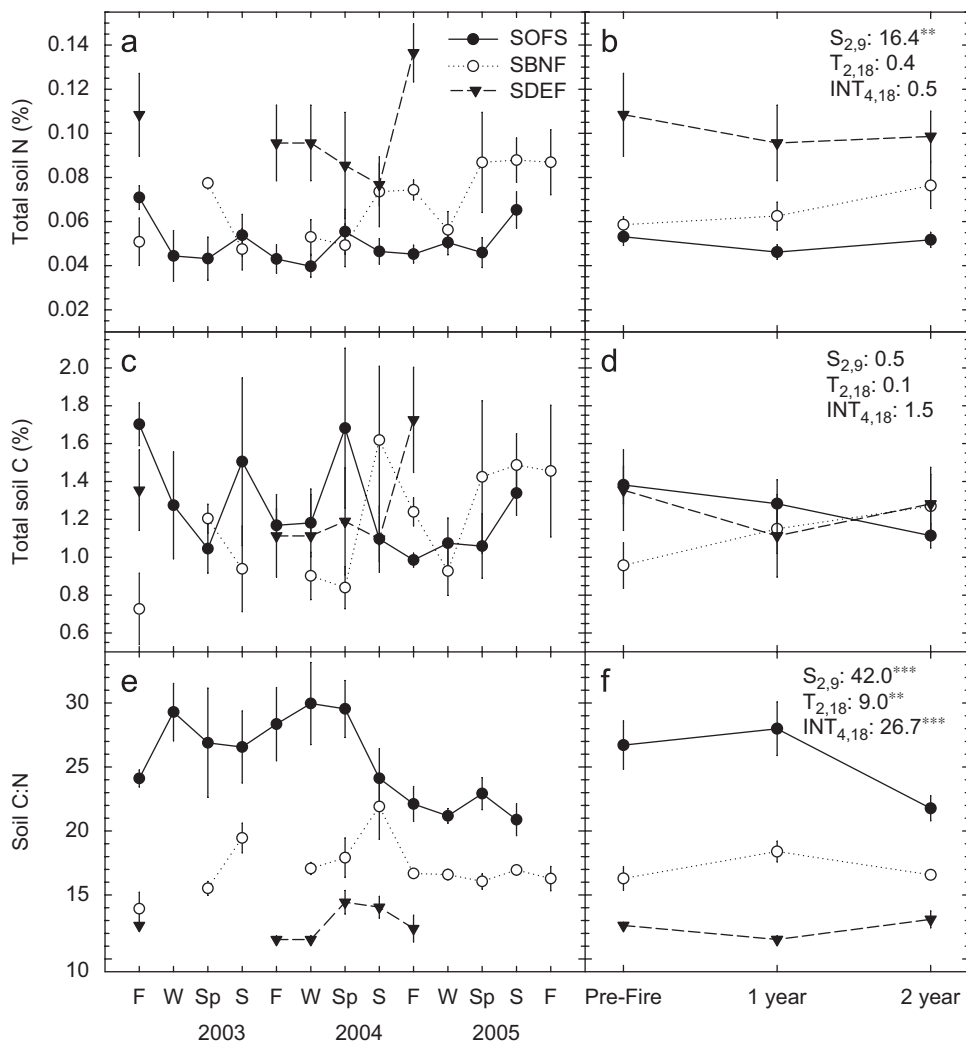 a
SOFS
SBNF
SDEF
Total soil N (%)
0.14
0.12
0.10
0.08
0.06
0.04
0.02
0.00
b
S2,9: 16.4**
T2,18: 0.4
INT4,18: 0.5
c
Total soil C (%)
2.0
1.8
1.6
1.4
1.2
1.0
0.8
0.6
d
S2,9: 0.5
T2,18: 0.1
INT4,18: 1.5
e
Soil C:N
30
25
20
15
10
f
S2,9: 42.0***
T2,18: 9.0**
INT4,18: 26.7***
F W Sp S F W Sp S F W Sp S F
2003 2004 2005
Pre-Fire 1 year 2 year